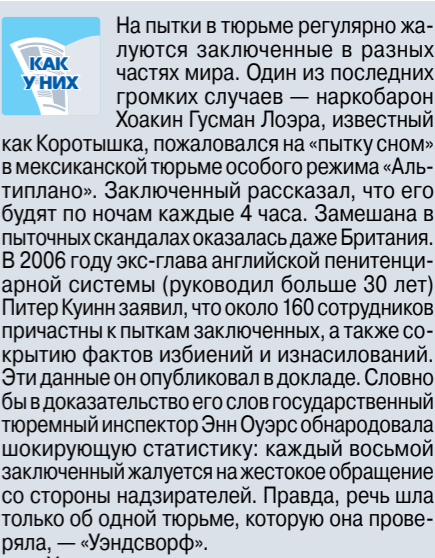 КАК
У НИХ
На пытки в тюрьме регулярно жа-
луются заключенные в разных
частях мира. Один из последних
громких случаев — наркобарон
Хоакин Гусман Лоэра, известный
как Коротышка, пожаловался на «пытку сном»
в мексиканской тюрьме особого режима «Аль-
типлано». Заключенный рассказал, что его
будят по ночам каждые 4 часа. Замешана в
пыточных скандалах оказалась даже Британия.
В 2006 году экс-глава английской пенитенци-
арной системы (руководил больше 30 лет)
Питер Куинн заявил, что около 160 сотрудников
причастны к пыткам заключенных, а также со-
крытию фактов избиений и изнасилований.
Эти данные он опубликовал в докладе. Словно
бы в доказательство его слов государственный
тюремный инспектор Энн Оуэрс обнародовала
шокирующую статистику: каждый восьмой
заключенный жалуется на жестокое обращение
со стороны надзирателей. Правда, речь шла
только об одной тюрьме, которую она прове-
ряла, — «Уэндсворф».